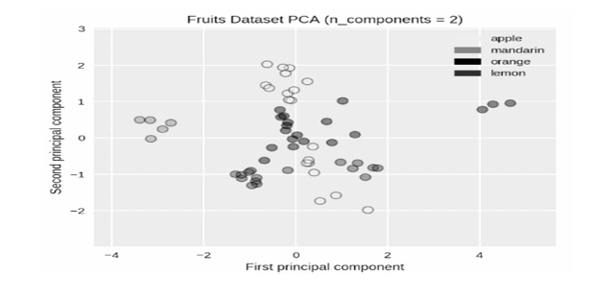 Fruits Dataset PCA (n_components = 2)
3
2
1
0
−1
−2
Second principal component
apple
mandarin
orange
lemon
−4
−2
0
2
4
First principal component